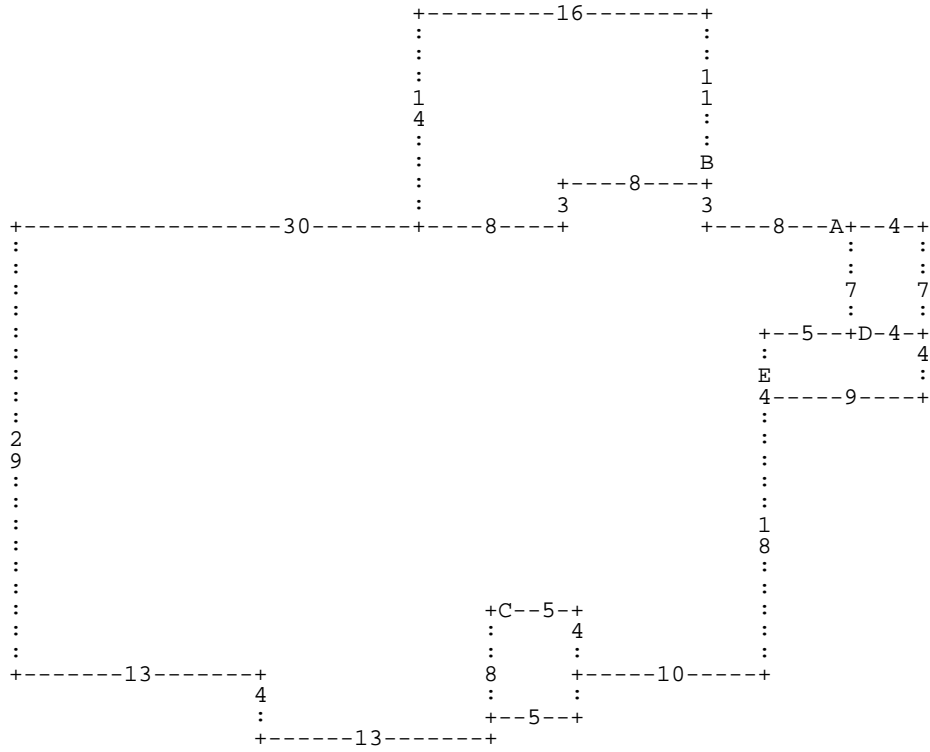 +--------16--------+
: :
: :
: 1
1 1
4 :
: :
: B
: +----8----+
: 3 3
+------------------30-------+----8----+ +----8---A+--4--+
: : :
: : :
: 7 7
: : :
: +--5--+D-4-+
: : 4
: E :
: 4-----9----+
: :
2 :
9 :
: :
: :
: 1
: 8
: :
: :
: +C--5-+ :
: : 4 :
: : : :
+-------13-------+ 8 +-----10-----+
4 : :
: +--5--+
+------13-------+